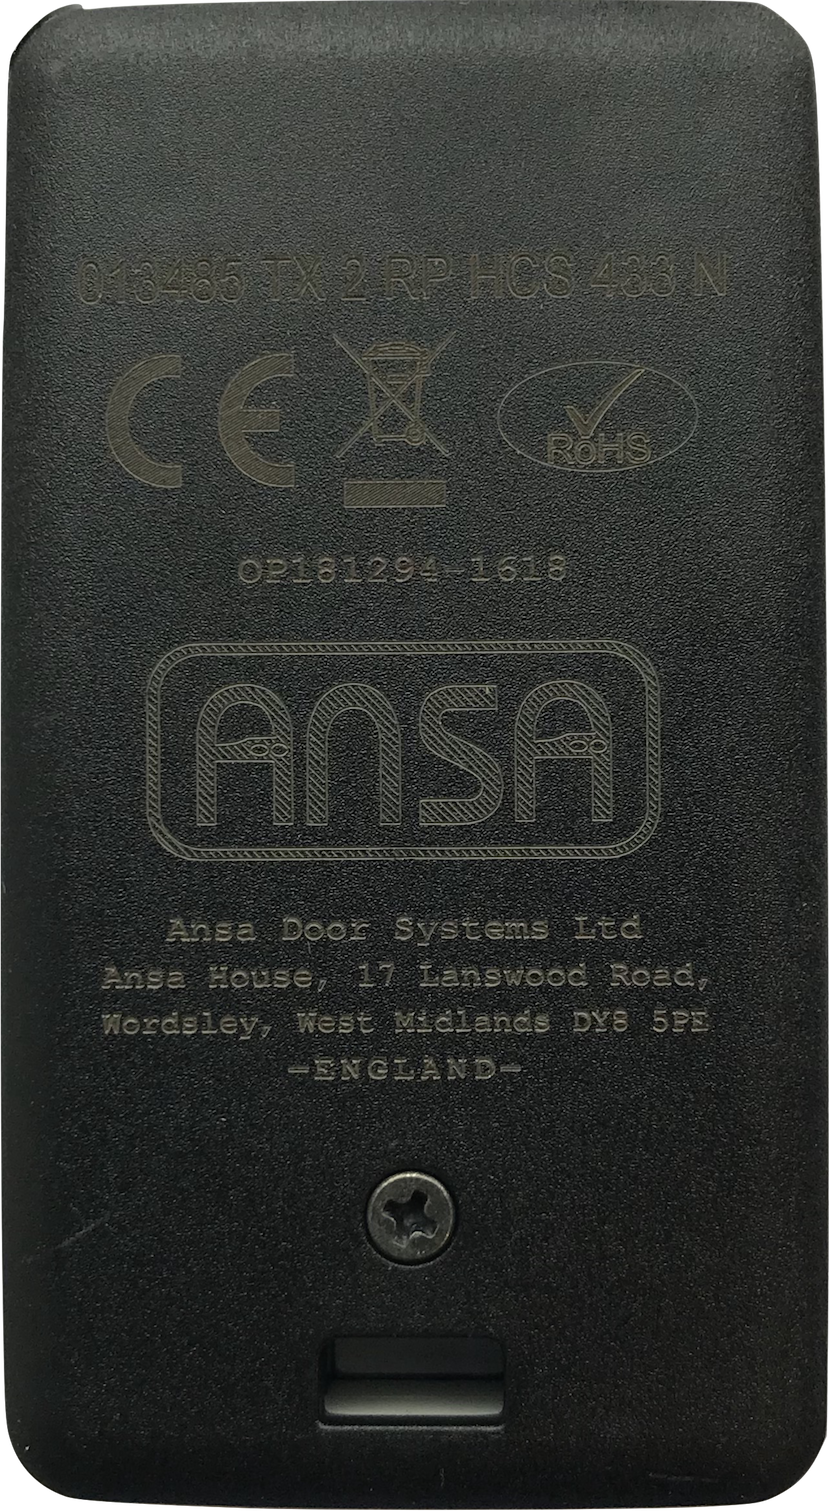 013485 TX 2 RP HCS 433 N
CE
RoHS
OP181294-1618
ANSA
Ansa Door Systems Ltd
Ansa House, 17 Lanswood Road,
Wordsley, West Midlands DY8 5PE
-ENGLAND-